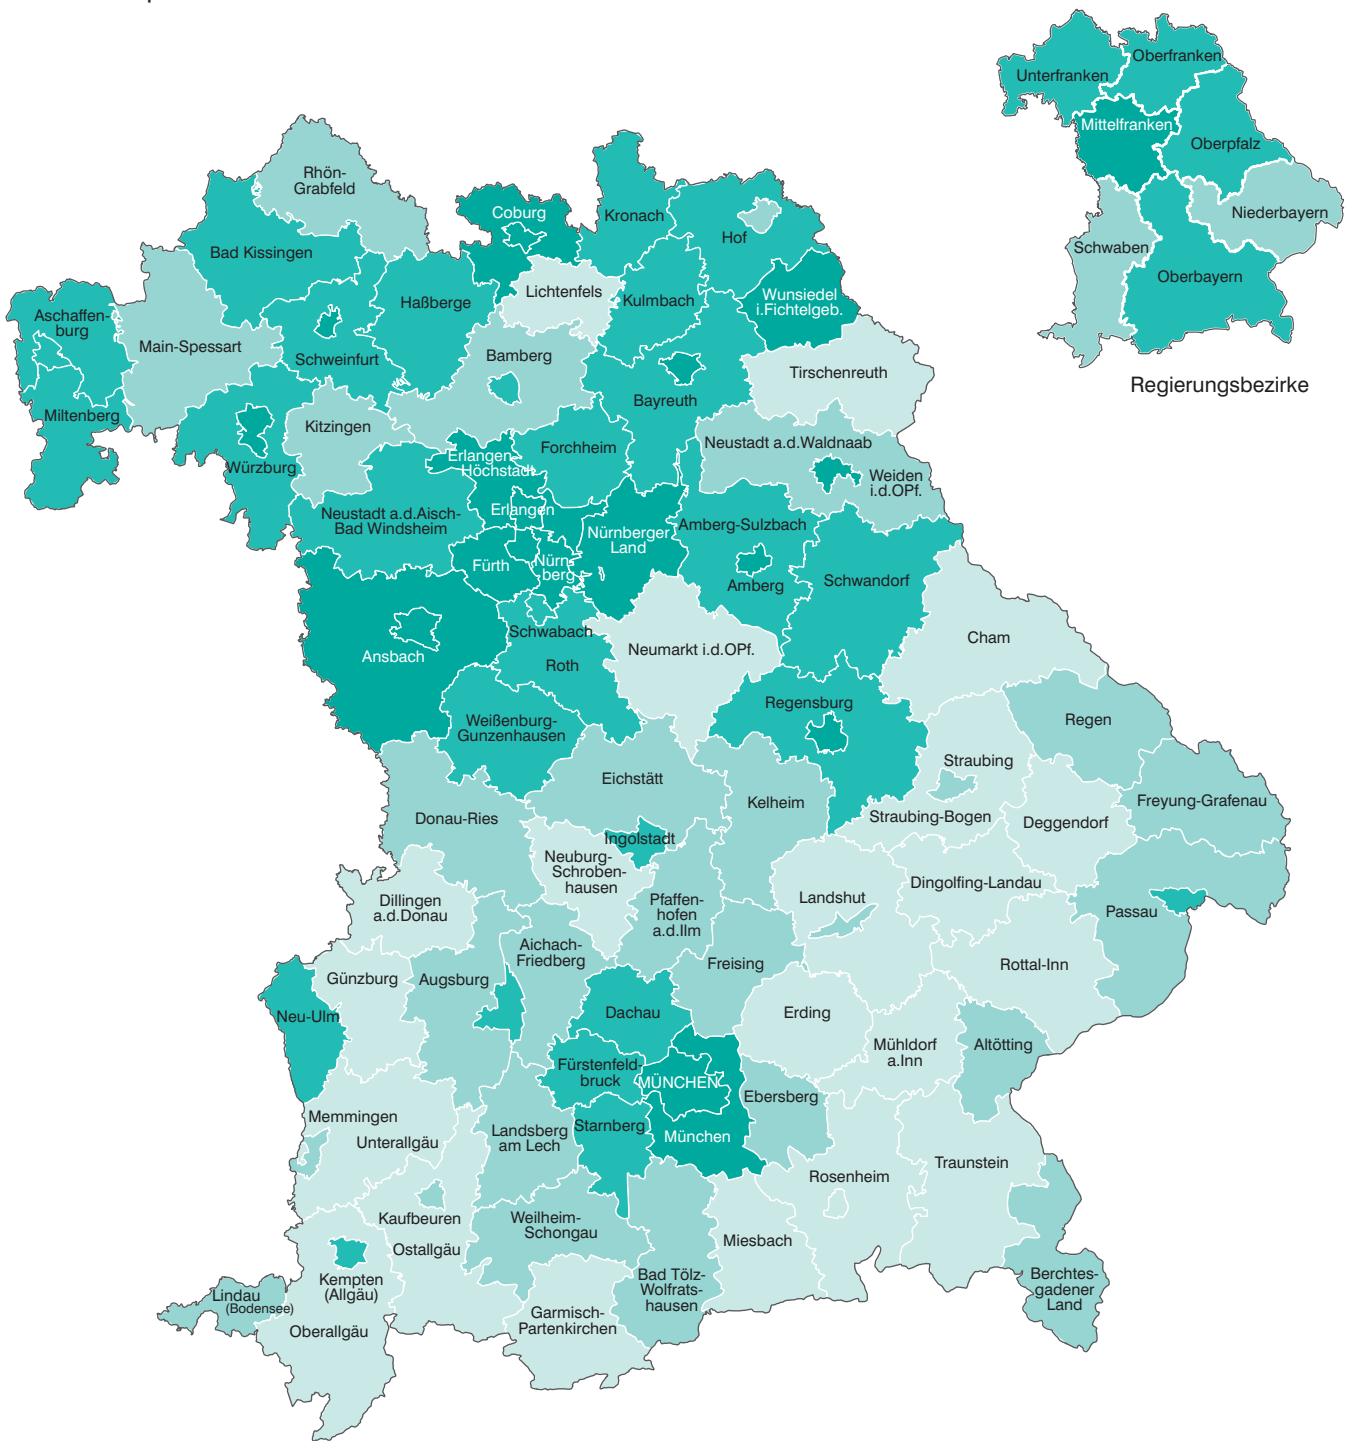 Oberfranken
Unterfranken
Mittelfranken
Oberpfalz
Niederbayern
Schwaben
Oberbayern
Regierungsbezirke
Rhön-
Grabfeld
Coburg
Kronach
Hof
Bad Kissingen
Lichtenfels
Kulmbach
Wunsiedel
i.Fichtelgeb.
Haßberge
Aschaffen-
burg
Main-Spessart
Schweinfurt
Bamberg
Tirschenreuth
Bayreuth
Miltenberg
Kitzingen
Würzburg
Forchheim
Erlangen-
Höchstadt
Neustadt a.d.Waldnaab
Weiden
i.d.OPf.
Neustadt a.d.Aisch-
Bad Windsheim
Erlangen
Nürnberger
Land
Amberg-Sulzbach
Fürth
Nürn-
berg
Amberg
Schwandorf
Schwabach
Ansbach
Roth
Neumarkt i.d.OPf.
Cham
Weißenburg-
Gunzenhausen
Regensburg
Regen
Eichstätt
Straubing
Kelheim
Freyung-Grafenau
Donau-Ries
Straubing-Bogen
Deggendorf
Ingolstadt
Neuburg-
Schroben-
hausen
Dillingen
a.d.Donau
Pfaffen-
hofen
a.d.Ilm
Landshut
Dingolfing-Landau
Passau
Aichach-
Friedberg
Freising
Rottal-Inn
Günzburg
Augsburg
Neu-Ulm
Dachau
Erding
Mühldorf
a.Inn
Altötting
Fürstenfeld-
bruck
MÜNCHEN
Ebersberg
Memmingen
Unterallgäu
Landsberg
am Lech
Starnberg
München
Rosenheim
Traunstein
Kaufbeuren
Weilheim-
Schongau
Ostallgäu
Miesbach
Kempten
(Allgäu)
Lindau
(Bodensee)
Bad Tölz-
Wolfrats-
hausen
Berchtes-
gadener
Land
Oberallgäu
Garmisch-
Partenkirchen